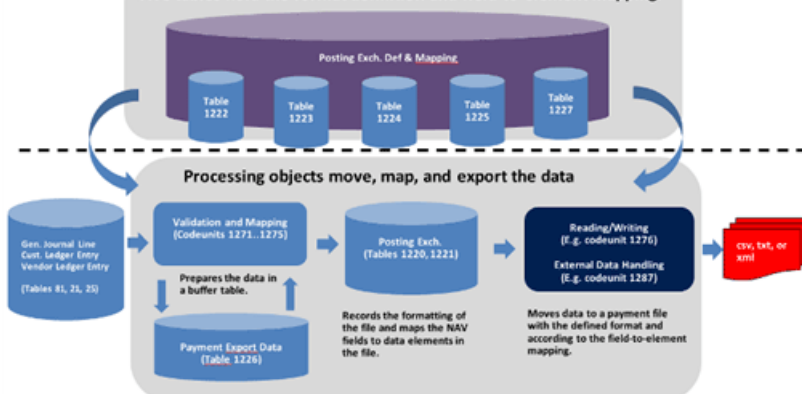 Posting Exch. Def & Mapping
Table
1222
Table
1223
Table
1224
Table
1225
Table
1227
Processing objects move, map, and export the data
Gen. Journal Line
Cust. Ledger Entry
Vendor Ledger Entry
(Tables 81, 21, 25)
Validation and Mapping
(Codeunits 1271..1275)
Prepares the data in
a buffer table.
Payment Export Data
(Table 1226)
Posting Exch.
(Tables 1220, 1221)
Records the formatting of
the file and maps the NAV
fields to data elements in
the file.
Reading/Writing
(E.g. codeunit 1276)
External Data Handling
(E.g. codeunit 1287)
Moves data to a payment file
with the defined format and
according to the field-to-element
mapping.
csv, txt, or
xml